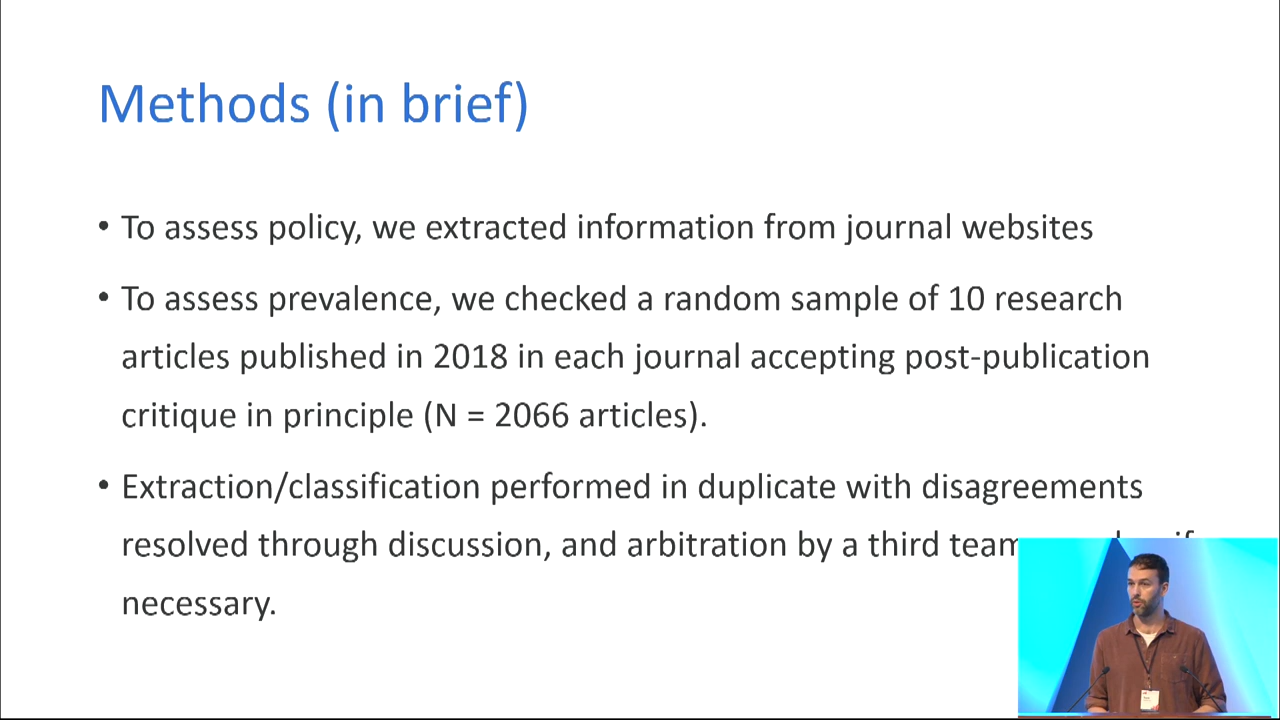 Methods (in brief)
• To assess policy, we extracted information from journal websites
• To assess prevalence, we checked a random sample of 10 research
articles published in 2018 in each journal accepting post-publication
critique in principle (N = 2066 articles).
• Extraction/classification performed in duplicate with disagreements
resolved through discussion, and arbitration by a third team if
necessary.